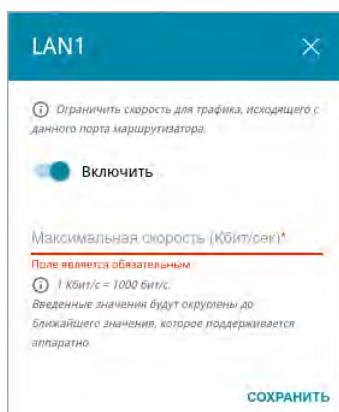 LAN1
Ограничить скорость для трафика, исходящего с
данного порта маршрутизатора.
Включить
Максимальная скорость (Кбит/сек)*
Поле является обязательным
1 Кбит/с = 1000 бит/с.
Введенные значения будут округлены до
ближайшего значения, которое поддерживается
аппаратно
СОХРАНИТЬ